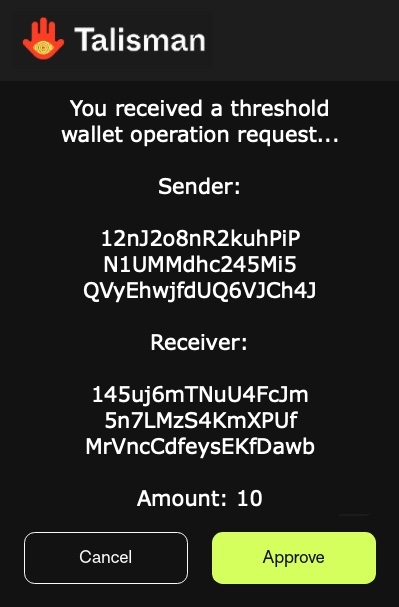 Talisman
You received a threshold
wallet operation request...
Sender:
12nJ2o8nR2kuhPiP
N1UMMdhc245Mi5
QVyEhwjfdUQ6VJCh4J
Receiver:
145uj6mTNuU4FcJm
5n7LMzS4KmXPUf
MrVncCdfeysEKfDawb
Amount: 10
Cancel
Approve